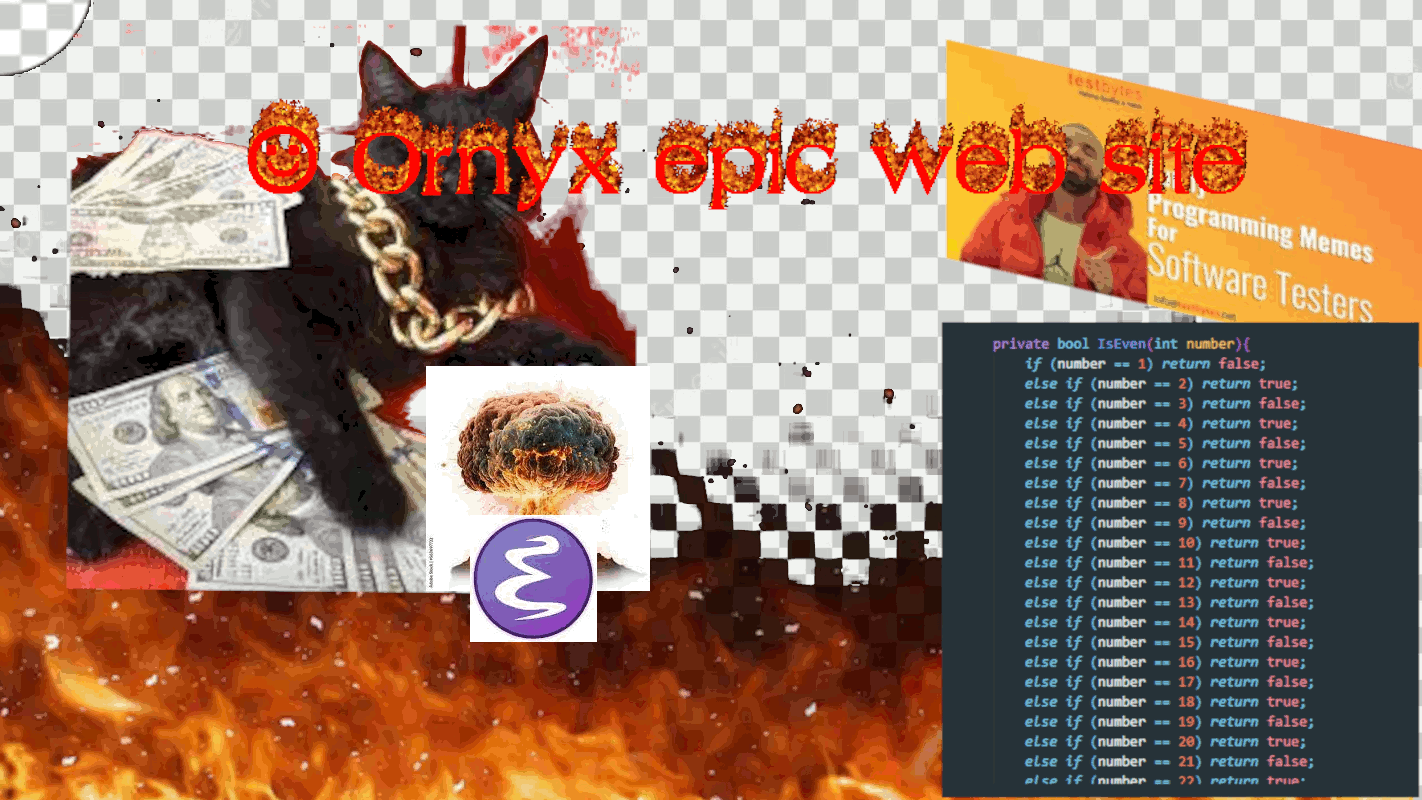 ☺ Ornyx epic web site
testbytes
Programming Memes
For
Software Testers
private bool IsEven(int number){
if (number == 1) return false;
else if (number == 2) return true;
else if (number == 3) return false;
else if (number == 4) return true;
else if (number == 5) return false;
else if (number == 6) return true;
else if (number == 7) return false;
else if (number == 8) return true;
else if (number == 9) return false;
else if (number == 10) return true;
else if (number == 11) return false;
else if (number == 12) return true;
else if (number == 13) return false;
else if (number == 14) return true;
else if (number == 15) return false;
else if (number == 16) return true;
else if (number == 17) return false;
else if (number == 18) return true;
else if (number == 19) return false;
else if (number == 20) return true;
else if (number == 21) return false;
else if (number == 22) return true;